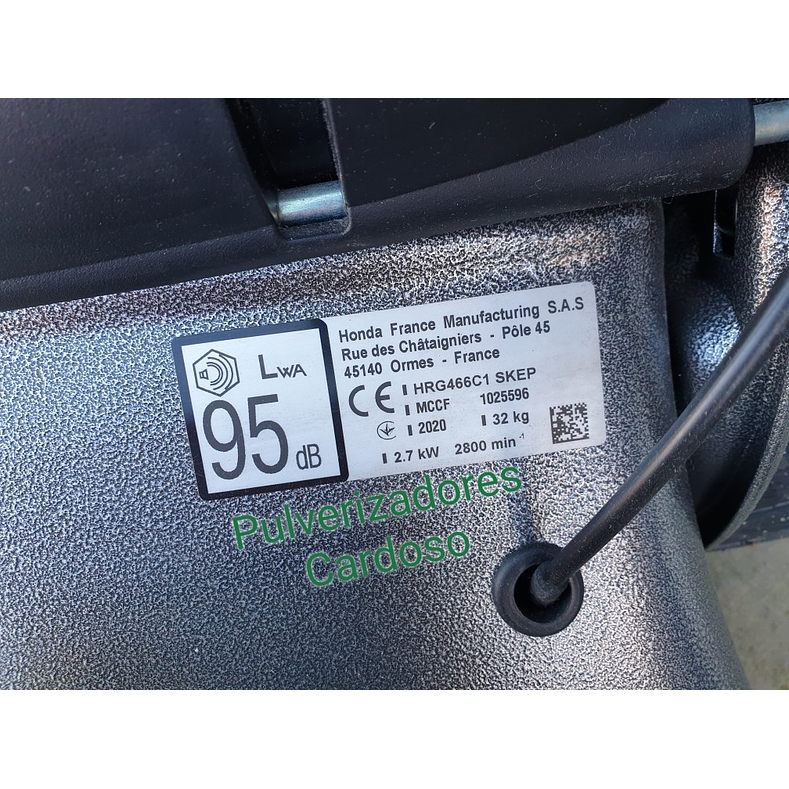 LWA
95 dB
Honda France Manufacturing S.A.S
Rue des Châtaigniers - Pôle 45
45140 Ormes - France
CE
HRG466C1 SKEP
MCCF 1025596
2020 32 kg
2.7 kW 2800 min-1
Pulverizadores
Cardoso